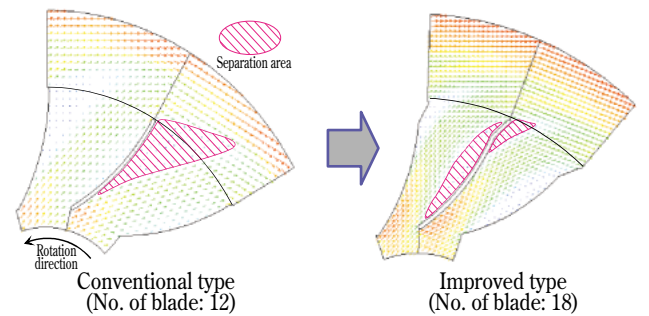 Separation area
Rotation
direction
Conventional type
(No. of blade: 12)
Improved type
(No. of blade: 18)